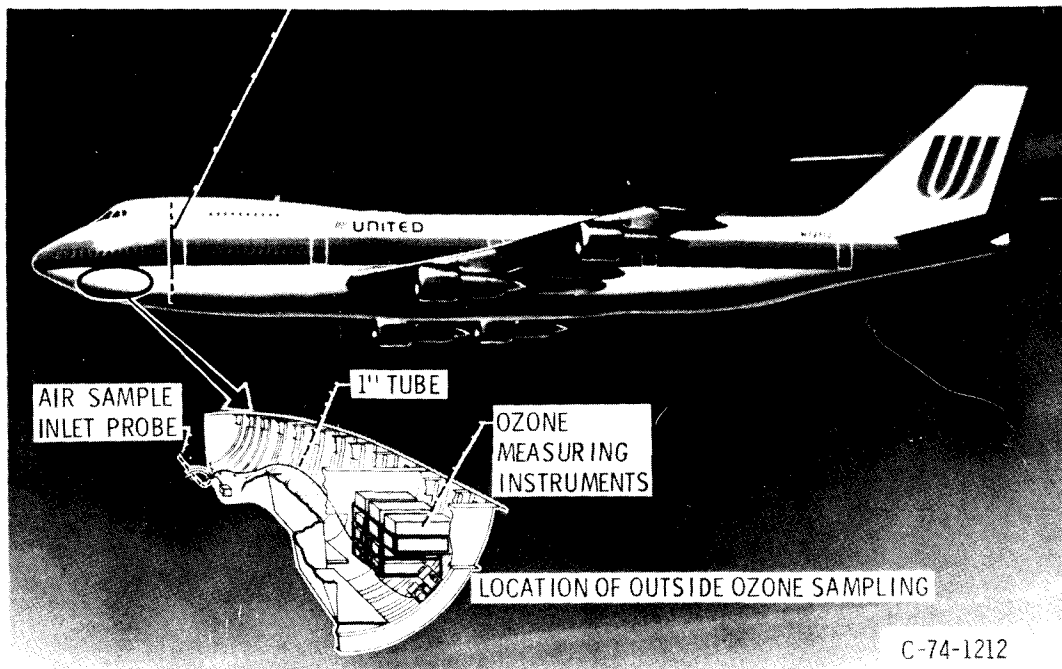 UNITED
AIR SAMPLE
INLET PROBE
1" TUBE
OZONE
MEASURING
INSTRUMENTS
LOCATION OF OUTSIDE OZONE SAMPLING
C-74-1212